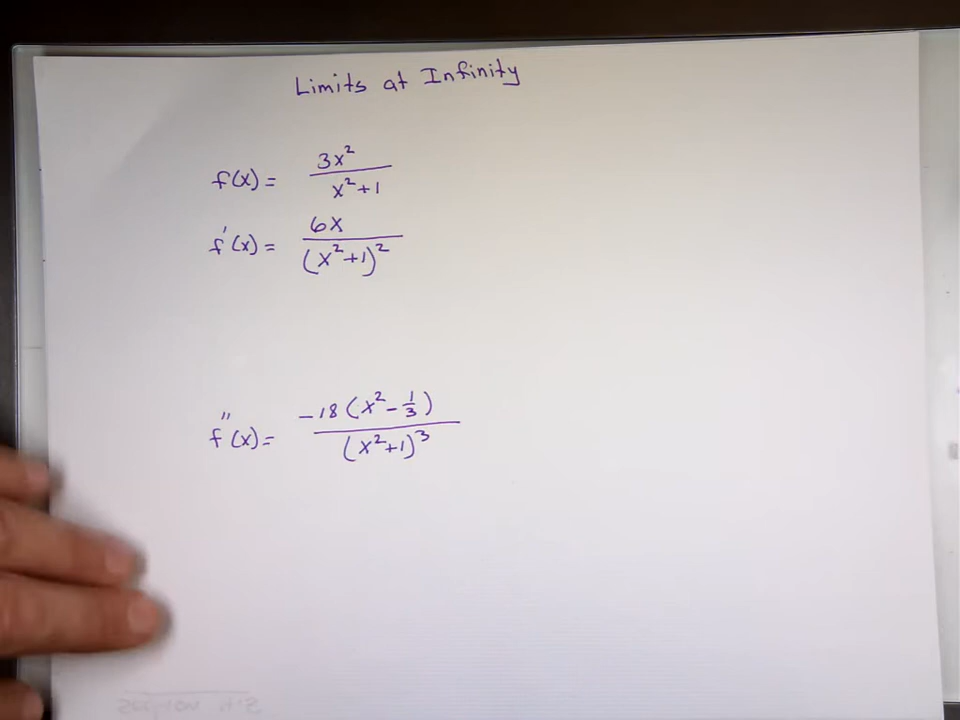 Limits at Infinity
f(x) = 3x² / x²+1
f'(x) = 6x / (x²+1)²
f''(x) = -18(x² - 1/3) / (x²+1)³